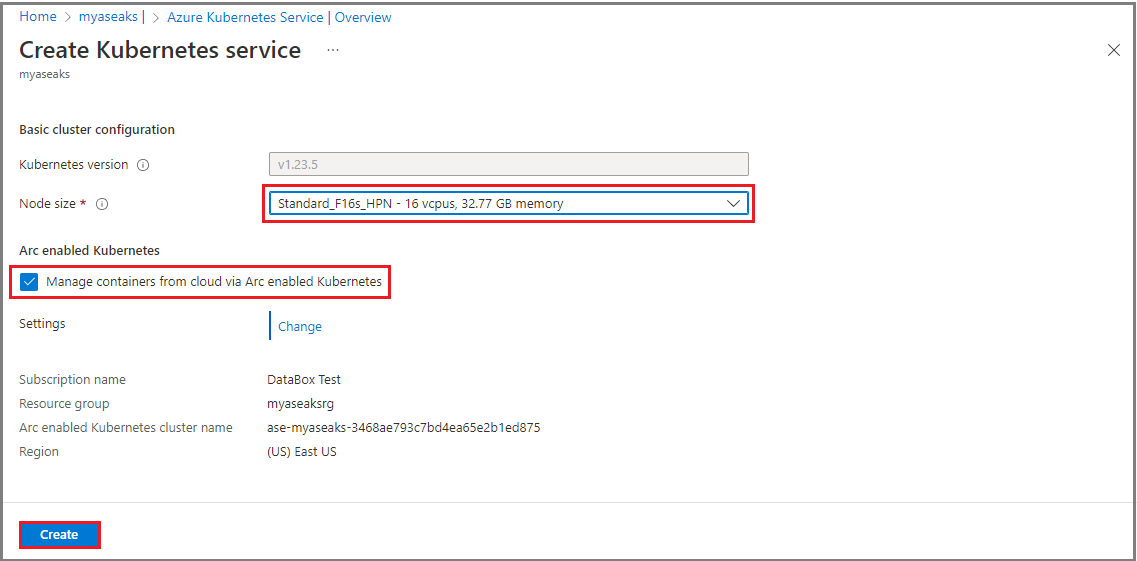 Home > myaseaks | > Azure Kubernetes Service | Overview
Create Kubernetes service ...
myaseaks
Basic cluster configuration
Kubernetes version
v1.23.5
Node size *
Standard_F16s_HPN - 16 vcpus, 32.77 GB memory
Arc enabled Kubernetes
Manage containers from cloud via Arc enabled Kubernetes
Settings
Change
Subscription name
DataBox Test
Resource group
myaseaksrg
Arc enabled Kubernetes cluster name
ase-myaseaks-3468ae793c7bd4ea65e2b1ed875
Region
(US) East US
Create